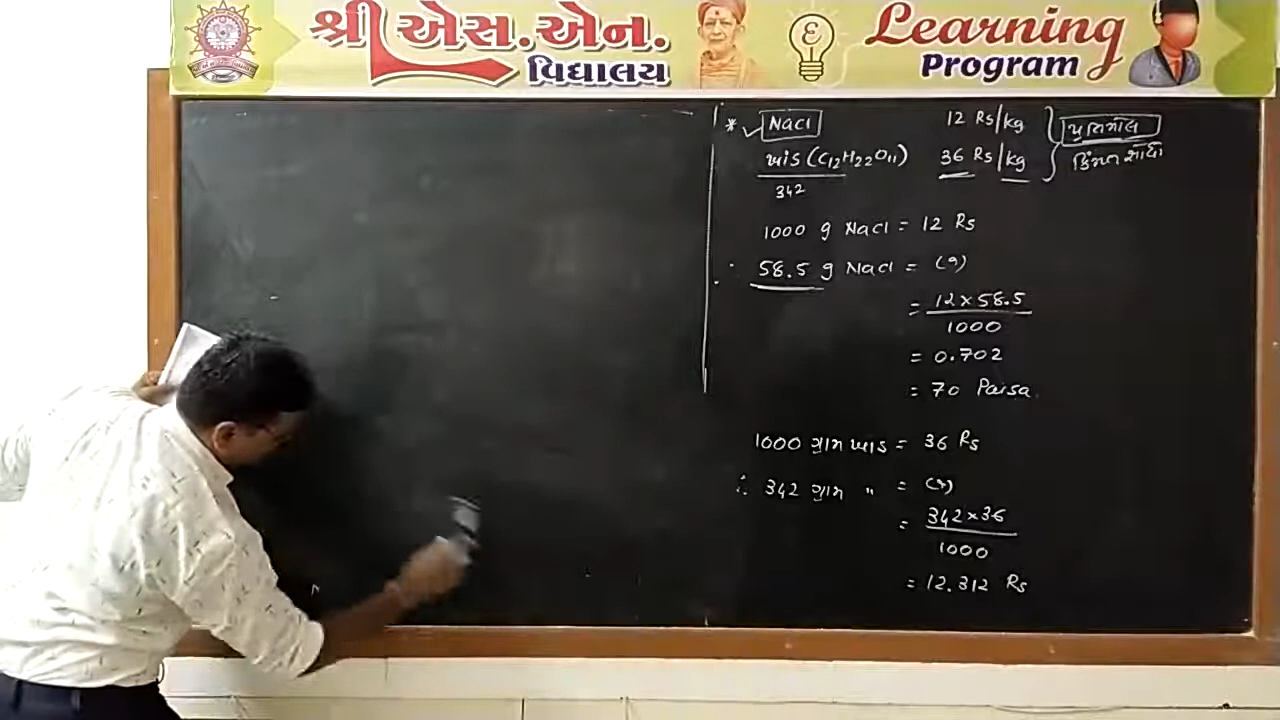 શ્રી એસ.એન.
વિદ્યાલય
Learning
Program
* ✓ NaCl 12 Rs/kg પ્રતિમોલ
ખાંડ (C12H22O11) 36 Rs/kg કિંમત શોધો
342
1000 g NaCl = 12 Rs
∴ 58.5 g NaCl = (?)
= 12 × 58.5
1000
= 0.702
= 70 Paisa.
1000 ગ્રામ ખાંડ = 36 Rs
∴ 342 ગ્રામ " = (?)
= 342 × 36
1000
= 12.312 Rs